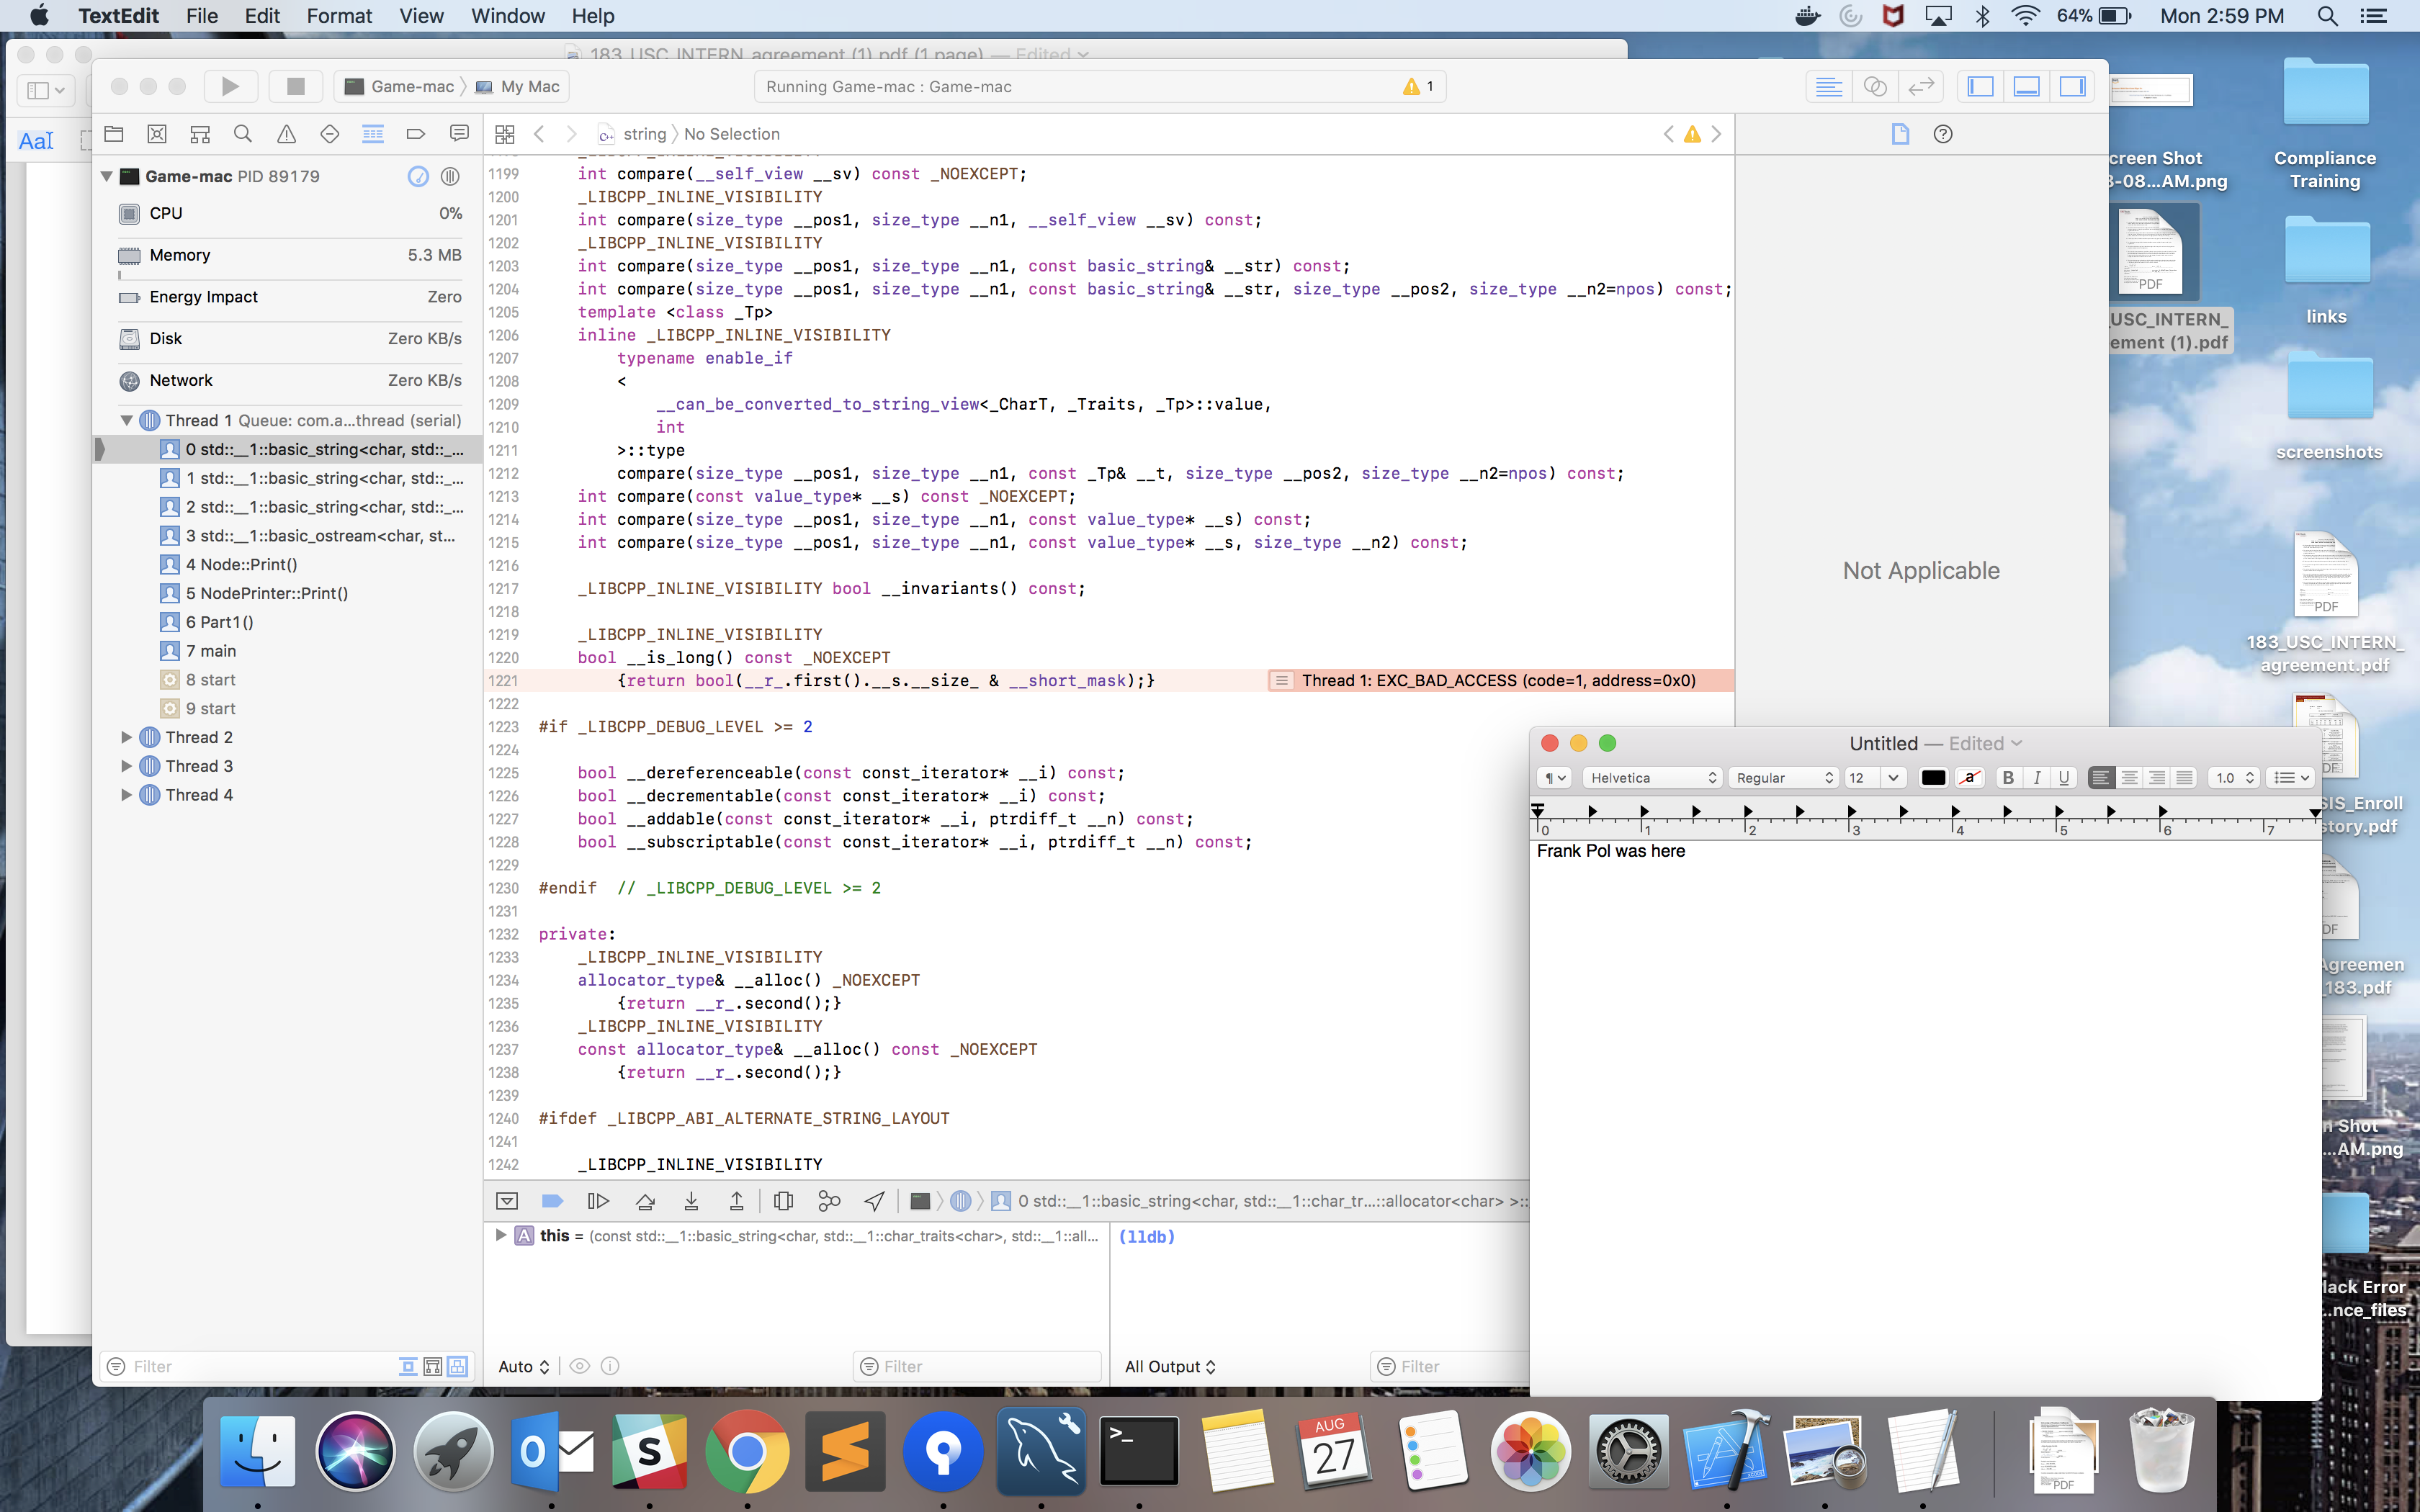 TextEdit File Edit Format View Window Help 64% Mon 2:59 PM
183_USC_INTERN_agreement (1).pdf (1 page) — Edited
Game-mac My Mac Running Game-mac : Game-mac 1
string No Selection
Game-mac PID 89179
CPU 0%
Memory 5.3 MB
Energy Impact Zero
Disk Zero KB/s
Network Zero KB/s
Thread 1 Queue: com.a...thread (serial)
0 std::__1::basic_string<char, std::_...
1 std::__1::basic_string<char, std::_...
2 std::__1::basic_string<char, std::_...
3 std::__1::basic_ostream<char, st...
4 Node::Print()
5 NodePrinter::Print()
6 Part1()
7 main
8 start
9 start
Thread 2
Thread 3
Thread 4
Filter
1199 int compare(__self_view __sv) const _NOEXCEPT;
1200 _LIBCPP_INLINE_VISIBILITY
1201 int compare(size_type __pos1, size_type __n1, __self_view __sv) const;
1202 _LIBCPP_INLINE_VISIBILITY
1203 int compare(size_type __pos1, size_type __n1, const basic_string& __str) const;
1204 int compare(size_type __pos1, size_type __n1, const basic_string& __str, size_type __pos2, size_type __n2=npos) const;
1205 template <class _Tp>
1206 inline _LIBCPP_INLINE_VISIBILITY
1207 typename enable_if
1208 <
1209 __can_be_converted_to_string_view<_CharT, _Traits, _Tp>::value,
1210 int
1211 >::type
1212 compare(size_type __pos1, size_type __n1, const _Tp& __t, size_type __pos2, size_type __n2=npos) const;
1213 int compare(const value_type* __s) const _NOEXCEPT;
1214 int compare(size_type __pos1, size_type __n1, const value_type* __s) const;
1215 int compare(size_type __pos1, size_type __n1, const value_type* __s, size_type __n2) const;
1216
1217 _LIBCPP_INLINE_VISIBILITY bool __invariants() const;
1218
1219 _LIBCPP_INLINE_VISIBILITY
1220 bool __is_long() const _NOEXCEPT
1221 {return bool(__r_.first().__s.__size_ & __short_mask);} Thread 1: EXC_BAD_ACCESS (code=1, address=0x0)
1222
1223 #if _LIBCPP_DEBUG_LEVEL >= 2
1224
1225 bool __dereferenceable(const const_iterator* __i) const;
1226 bool __decrementable(const const_iterator* __i) const;
1227 bool __addable(const const_iterator* __i, ptrdiff_t __n) const;
1228 bool __subscriptable(const const_iterator* __i, ptrdiff_t __n) const;
1229
1230 #endif // _LIBCPP_DEBUG_LEVEL >= 2
1231
1232 private:
1233 _LIBCPP_INLINE_VISIBILITY
1234 allocator_type& __alloc() _NOEXCEPT
1235 {return __r_.second();}
1236 _LIBCPP_INLINE_VISIBILITY
1237 const allocator_type& __alloc() const _NOEXCEPT
1238 {return __r_.second();}
1239
1240 #ifdef _LIBCPP_ABI_ALTERNATE_STRING_LAYOUT
1241
1242 _LIBCPP_INLINE_VISIBILITY
0 std::__1::basic_string<char, std::__1::char_tr...::allocator<char> >::
A this = (const std::__1::basic_string<char, std::__1::char_traits<char>, std::__1::all...
(lldb)
Auto Filter
All Output Filter
Not Applicable
Untitled — Edited
Helvetica Regular 12 a B I U 1.0
0 1 2 3 4 5 6 7
Frank Pol was here
creen Shot
8-08...AM.png
Compliance
Training
PDF
_USC_INTERN_
ement (1).pdf
links
screenshots
PDF
183_USC_INTERN_
agreement.pdf
SIS_Enroll
story.pdf
Agreemen
_183.pdf
n Shot
...AM.png
lack Error
...nce_files
AUG
27
PDF